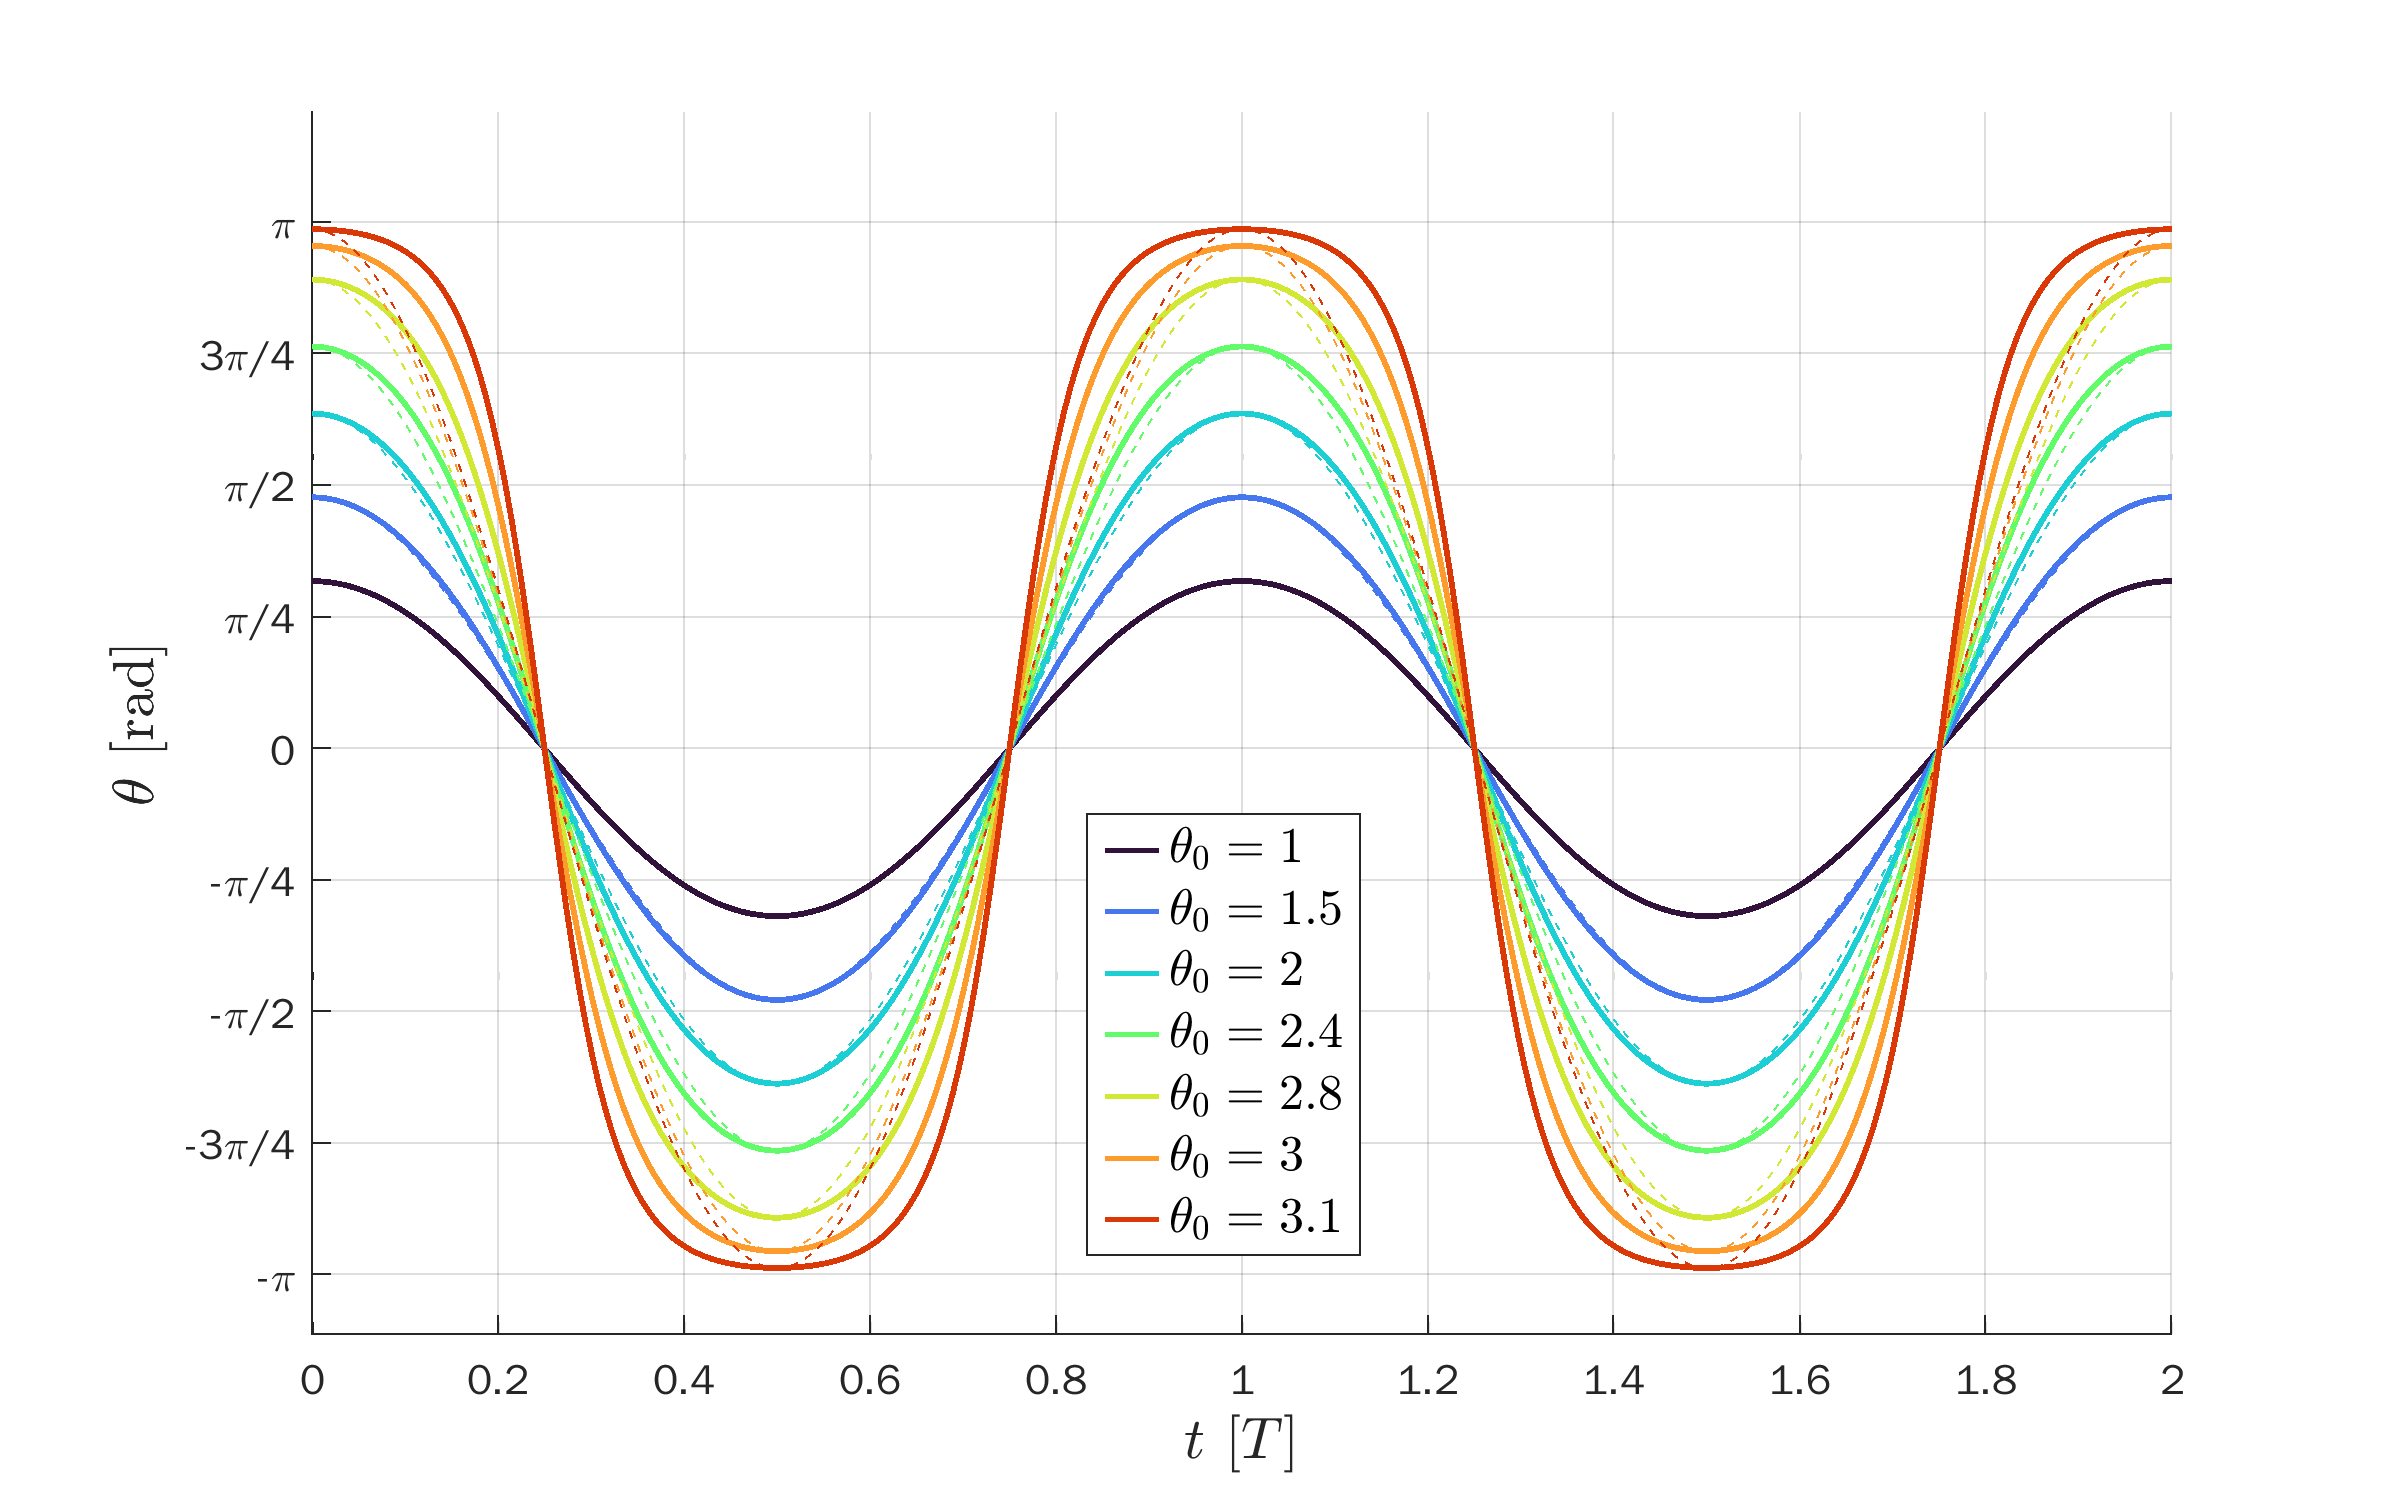 π
3π/4
π/2
π/4
0
-π/4
-π/2
-3π/4
-π
θ [rad]
θ₀ = 1
θ₀ = 1.5
θ₀ = 2
θ₀ = 2.4
θ₀ = 2.8
θ₀ = 3
θ₀ = 3.1
0 0.2 0.4 0.6 0.8 1 1.2 1.4 1.6 1.8 2
t [T]